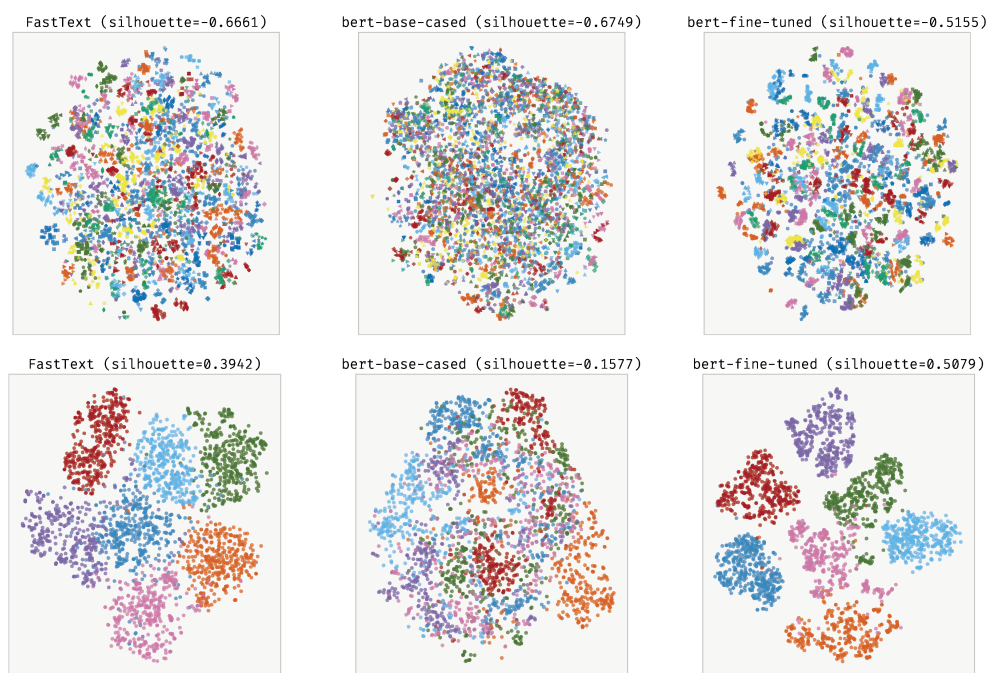 FastText (silhouette=-0.6661)
bert-base-cased (silhouette=-0.6749)
bert-fine-tuned (silhouette=-0.5155)
FastText (silhouette=0.3942)
bert-base-cased (silhouette=-0.1577)
bert-fine-tuned (silhouette=0.5079)